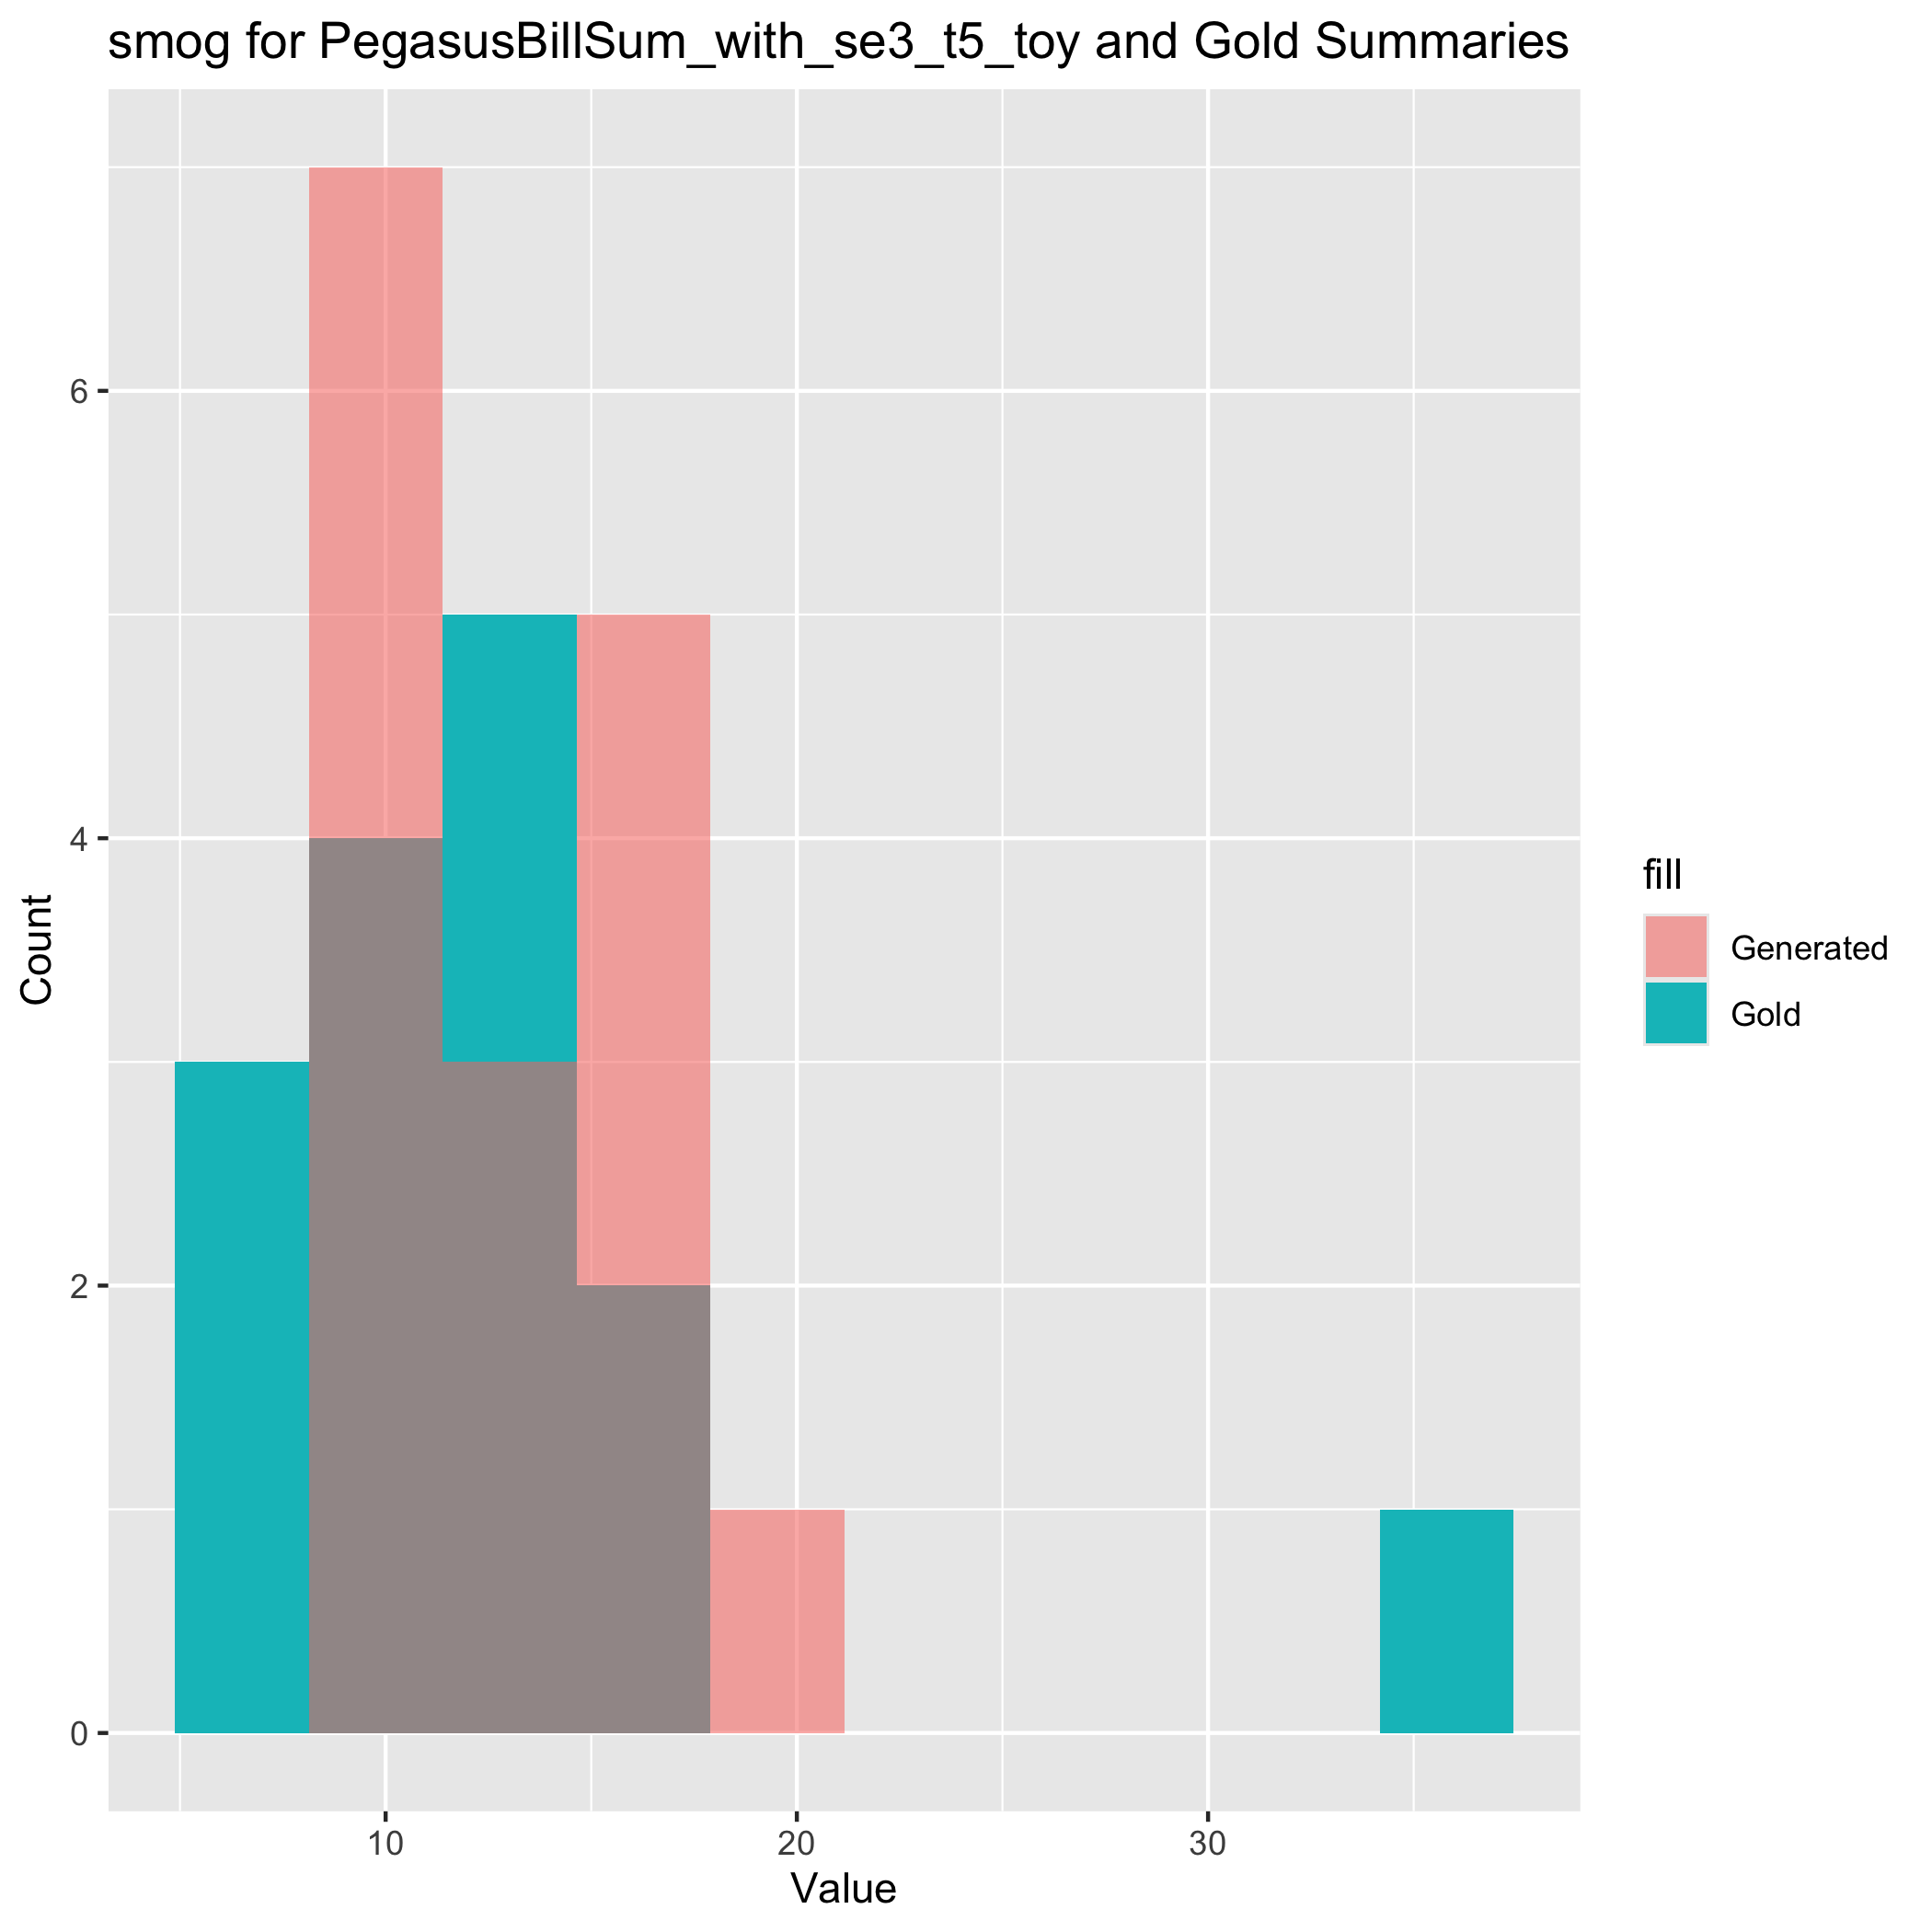 smog for PegasusBillSum_with_se3_t5_toy and Gold Summaries
6
4
2
0
Count
10 20 30
Value
fill
Generated
Gold